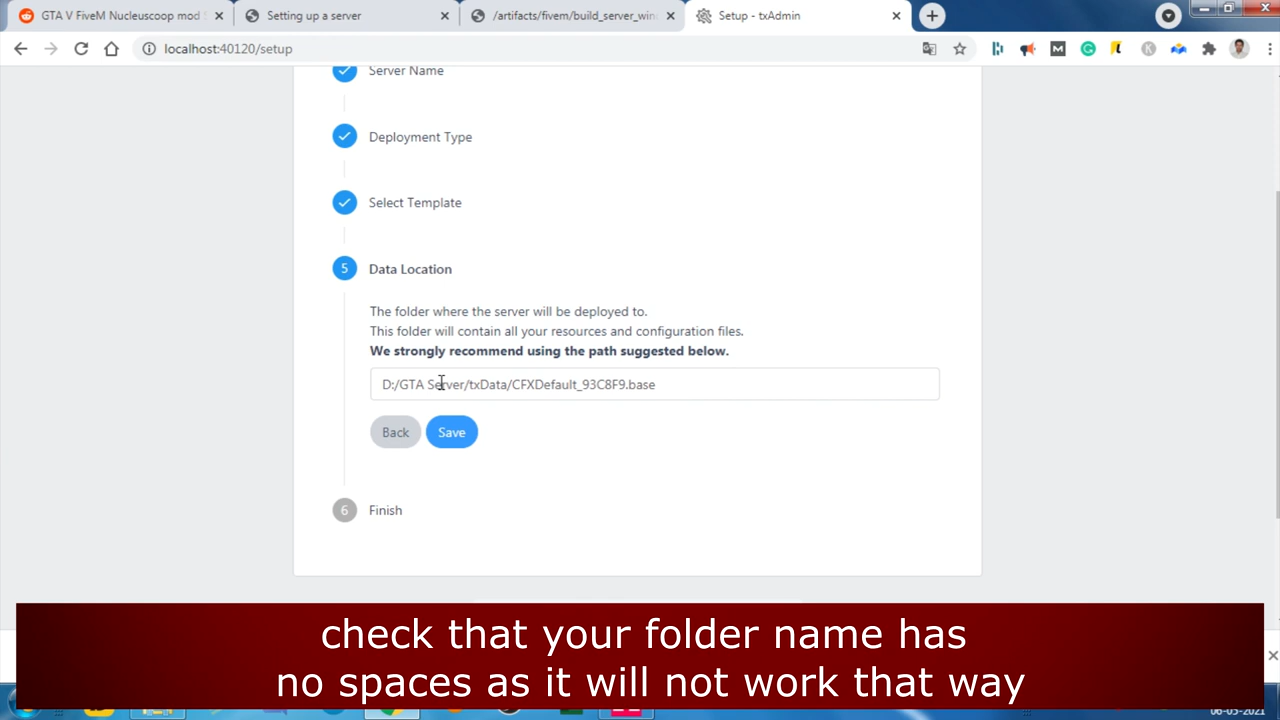 GTA V FiveM Nucleuscoop mod
Setting up a server
/artifacts/fivem/build_server_win
Setup - txAdmin
localhost:40120/setup
Server Name
Deployment Type
Select Template
5
Data Location
The folder where the server will be deployed to.
This folder will contain all your resources and configuration files.
We strongly recommend using the path suggested below.
D:/GTA Server/txData/CFXDefault_93C8F9.base
Back
Save
6
Finish
check that your folder name has
no spaces as it will not work that way
06-05-2021